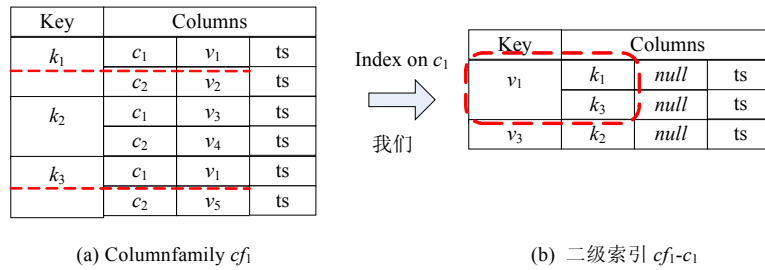 Key Columns
k₁ c₁ v₁ ts
c₂ v₂ ts
k₂ c₁ v₃ ts
c₂ v₄ ts
k₃ c₁ v₁ ts
c₂ v₅ ts
(a) Columnfamily cf₁
Index on c₁
我们
Key Columns
v₁ k₁ null ts
k₃ null ts
v₃ k₂ null ts
(b) 二级索引 cf₁-c₁